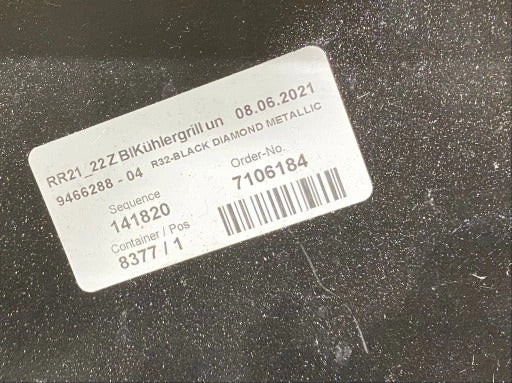 RR21_22Z BlKühlergrill un 08.06.2021
9466288 - 04 R32-BLACK DIAMOND METALLIC
Sequence Order-No.
141820 7106184
Container / Pos
8377 / 1